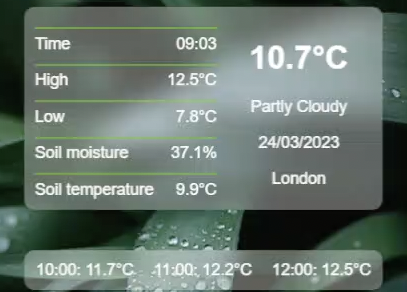 Time 09:03
High 12.5°C
Low 7.8°C
Soil moisture 37.1%
Soil temperature 9.9°C
10.7°C
Partly Cloudy
24/03/2023
London
10:00: 11.7°C 11:00: 12.2°C 12:00: 12.5°C